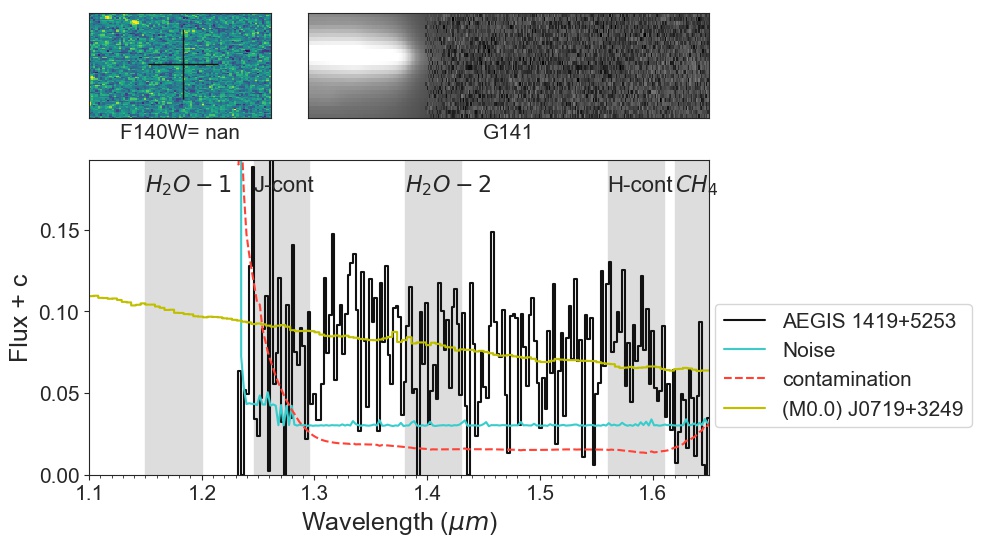 F140W= nan
G141
H₂O − 1
J-cont
H₂O − 2
H-cont
CH₄
0.15
0.10
0.05
0.00
Flux + c
1.1
1.2
1.3
1.4
1.5
1.6
Wavelength (μm)
AEGIS 1419+5253
Noise
contamination
(M0.0) J0719+3249